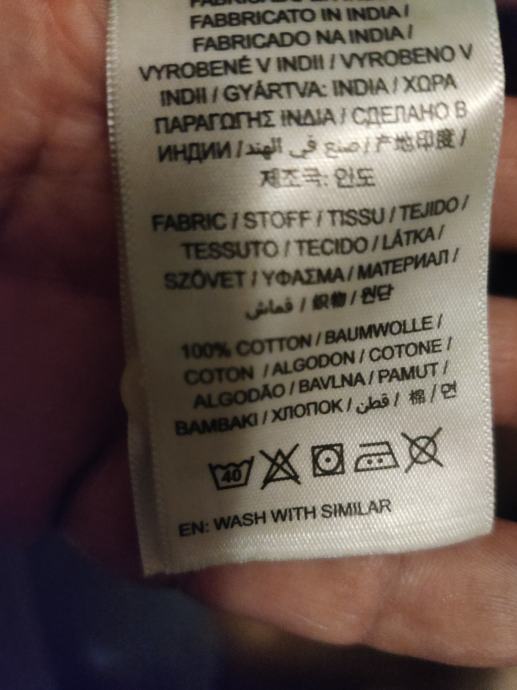 FABBRICATO IN INDIA /
FABRICADO NA INDIA /
VYROBENÉ V INDII / VYROBENO V
INDII / GYÁRTVA: INDIA / ΧΩΡΑ
ΠΑΡΑΓΩΓΗΣ ΙΝΔΙΑ / СДЕЛАНО В
ИНДИИ / صنع في الهند / 产地印度 /
제조국: 인도
FABRIC / STOFF / TISSU / TEJIDO /
TESSUTO / TECIDO / LÁTKA /
SZÖVET / ΥΦΑΣΜΑ / МАТЕРИАЛ /
قماش / 织物 / 원단
100% COTTON / BAUMWOLLE /
COTON / ALGODON / COTONE /
ALGODÃO / BAVLNA / PAMUT /
BAMBAKI / ХЛОПОК / قطن / 棉 / 면
40
EN: WASH WITH SIMILAR